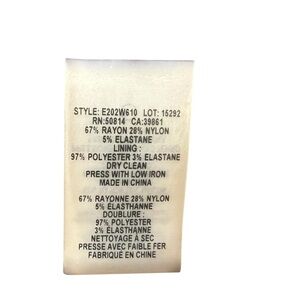 STYLE: E202W610 LOT: 15292
RN:50814 CA:39861
67% RAYON 28% NYLON
5% ELASTANE
LINING :
97% POLYESTER 3% ELASTANE
DRY CLEAN
PRESS WITH LOW IRON
MADE IN CHINA
67% RAYONNE 28% NYLON
5% ELASTHANNE
DOUBLURE :
97% POLYESTER
3% ELASTHANNE
NETTOYAGE À SEC
PRESSE AVEC FAIBLE FER
FABRIQUÉ EN CHINE